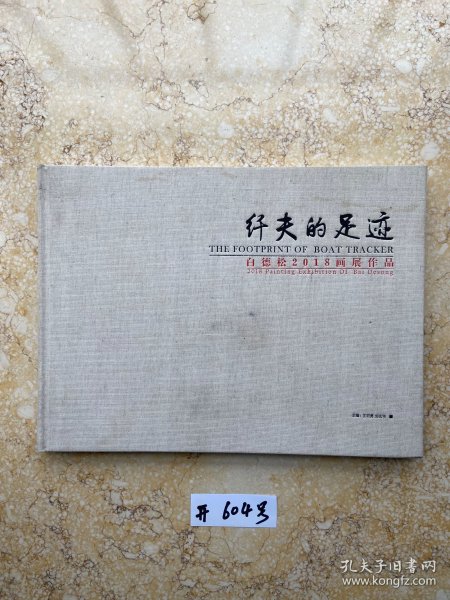 纤夫的足迹
THE FOOTPRINT OF BOAT TRACKER
白德松2018画展作品
2018 Painting Exhibition Of Bai Desong
开 604号
孔夫子旧书网
www.kongfz.com